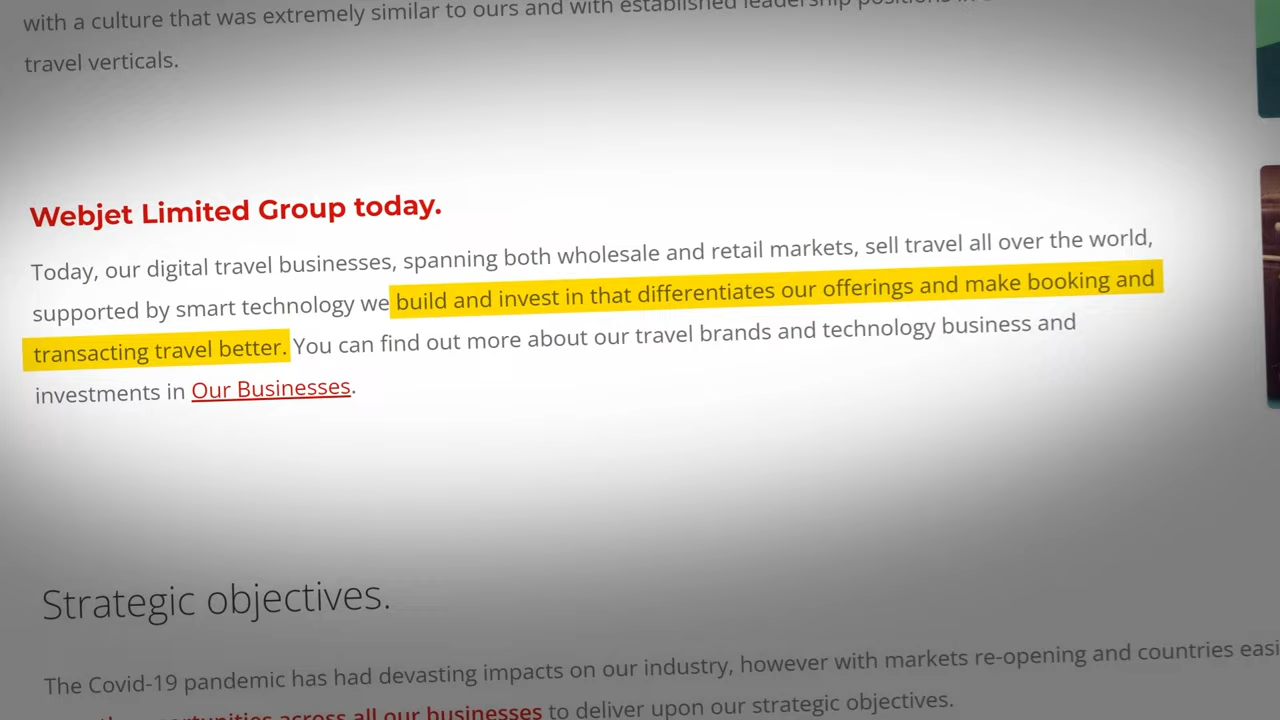 with a culture that was extremely similar to ours and with established leadership positions in
travel verticals.
Webjet Limited Group today.
Today, our digital travel businesses, spanning both wholesale and retail markets, sell travel all over the world,
supported by smart technology we build and invest in that differentiates our offerings and make booking and
transacting travel better. You can find out more about our travel brands and technology business and
investments in Our Businesses.
Strategic objectives.
The Covid-19 pandemic has had devasting impacts on our industry, however with markets re-opening and countries
across all our businesses to deliver upon our strategic objectives.